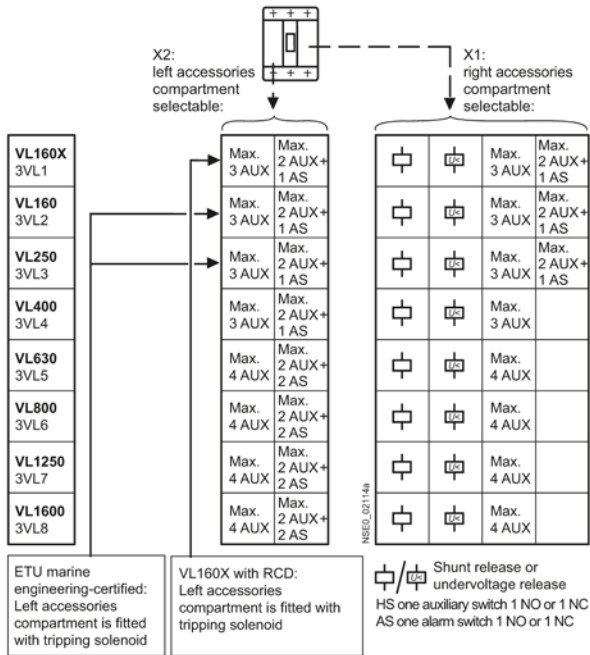 X2:
left accessories
compartment
selectable:
X1:
right accessories
compartment
selectable:
VL160X
3VL1
Max.
3 AUX
Max.
2 AUX+
1 AS
U<
Max.
3 AUX
Max.
2 AUX+
1 AS
VL160
3VL2
Max.
3 AUX
Max.
2 AUX+
1 AS
U<
Max.
3 AUX
Max.
2 AUX+
1 AS
VL250
3VL3
Max.
3 AUX
Max.
2 AUX+
1 AS
U<
Max.
3 AUX
Max.
2 AUX+
1 AS
VL400
3VL4
Max.
3 AUX
Max.
2 AUX+
1 AS
U<
Max.
3 AUX
VL630
3VL5
Max.
4 AUX
Max.
2 AUX+
2 AS
U<
Max.
4 AUX
VL800
3VL6
Max.
4 AUX
Max.
2 AUX+
2 AS
U<
Max.
4 AUX
VL1250
3VL7
Max.
4 AUX
Max.
2 AUX+
2 AS
U<
Max.
4 AUX
VL1600
3VL8
Max.
4 AUX
Max.
2 AUX+
2 AS
U<
Max.
4 AUX
NSE0_02114a
ETU marine
engineering-certified:
Left accessories
compartment is fitted
with tripping solenoid
VL160X with RCD:
Left accessories
compartment is fitted with
tripping solenoid
/ U< Shunt release or
undervoltage release
HS one auxiliary switch 1 NO or 1 NC
AS one alarm switch 1 NO or 1 NC